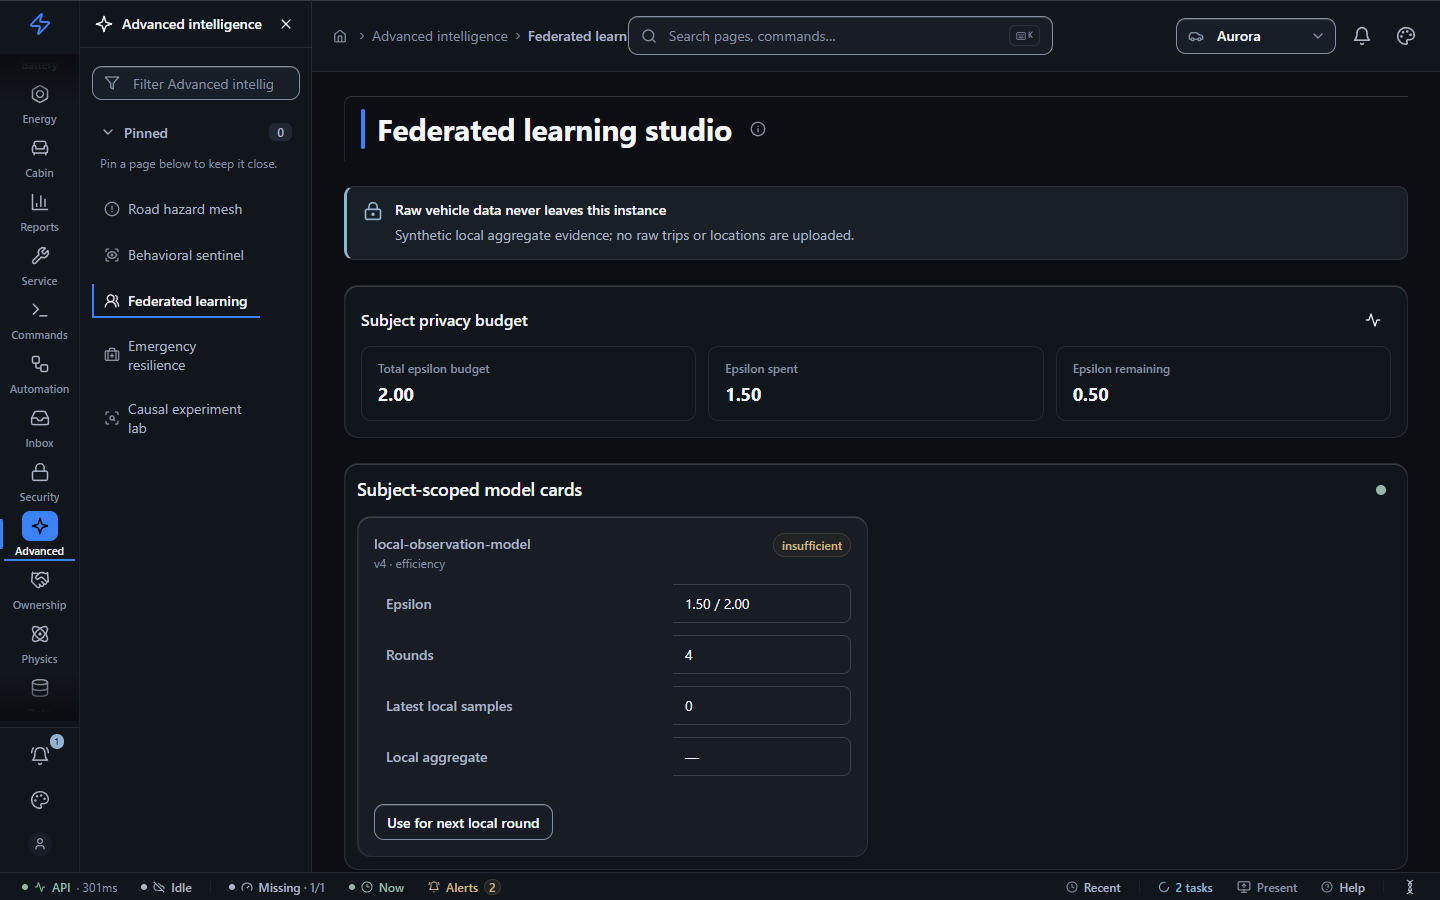 Advanced intelligence
Advanced intelligence
Federated learn
Search pages, commands...
K
Aurora
Battery
Energy
Cabin
Reports
Service
Commands
Automation
Inbox
Security
Advanced
Ownership
Physics
1
Filter Advanced intellig
Pinned
0
Pin a page below to keep it close.
Road hazard mesh
Behavioral sentinel
Federated learning
Emergency
resilience
Causal experiment
lab
Federated learning studio
Raw vehicle data never leaves this instance
Synthetic local aggregate evidence; no raw trips or locations are uploaded.
Subject privacy budget
Total epsilon budget
2.00
Epsilon spent
1.50
Epsilon remaining
0.50
Subject-scoped model cards
local-observation-model
insufficient
v4 · efficiency
Epsilon
1.50 / 2.00
Rounds
4
Latest local samples
0
Local aggregate
—
Use for next local round
API · 301ms
Idle
Missing · 1/1
Now
Alerts 2
Recent
2 tasks
Present
Help